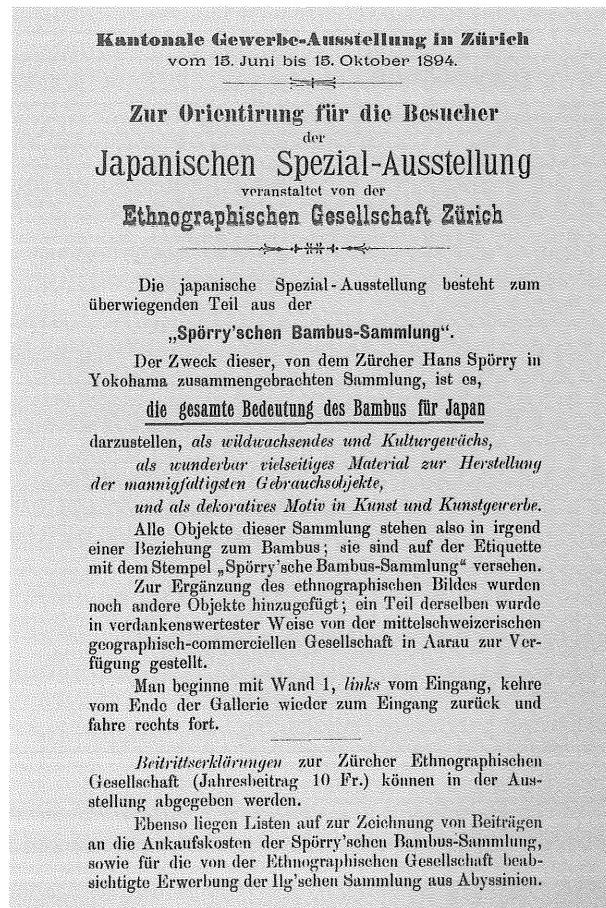 Kantonale Gewerbe-Ausstellung in Zürich
vom 15. Juni bis 15. Oktober 1894.
Zur Orientirung für die Besucher
der
Japanischen Spezial-Ausstellung
veranstaltet von der
Ethnographischen Gesellschaft Zürich
Die japanische Spezial-Ausstellung besteht zum
überwiegenden Teil aus der
„Spörry'schen Bambus-Sammlung".
Der Zweck dieser, von dem Zürcher Hans Spörry in
Yokohama zusammengebrachten Sammlung, ist es,
die gesamte Bedeutung des Bambus für Japan
darzustellen, als wildwachsendes und Kulturgewächs,
als wunderbar vielseitiges Material zur Herstellung
der mannigfaltigsten Gebrauchsobjekte,
und als dekoratives Motiv in Kunst und Kunstgewerbe.
Alle Objekte dieser Sammlung stehen also in irgend
einer Beziehung zum Bambus; sie sind auf der Etiquette
mit dem Stempel „Spörry'sche Bambus-Sammlung" versehen.
Zur Ergänzung des ethnographischen Bildes wurden
noch andere Objekte hinzugefügt; ein Teil derselben wurde
in verdankenswertester Weise von der mittelschweizerischen
geographisch-commerciellen Gesellschaft in Aarau zur Ver-
fügung gestellt.
Man beginne mit Wand 1, links vom Eingang, kehre
vom Ende der Gallerie wieder zum Eingang zurück und
fahre rechts fort.
Beitrittserklärungen zur Zürcher Ethnographischen
Gesellschaft (Jahresbeitrag 10 Fr.) können in der Aus-
stellung abgegeben werden.
Ebenso liegen Listen auf zur Zeichnung von Beiträgen
an die Ankaufskosten der Spörry'schen Bambus-Sammlung,
sowie für die von der Ethnographischen Gesellschaft beab-
sichtigte Erwerbung der Ilg'schen Sammlung aus Abyssinien.